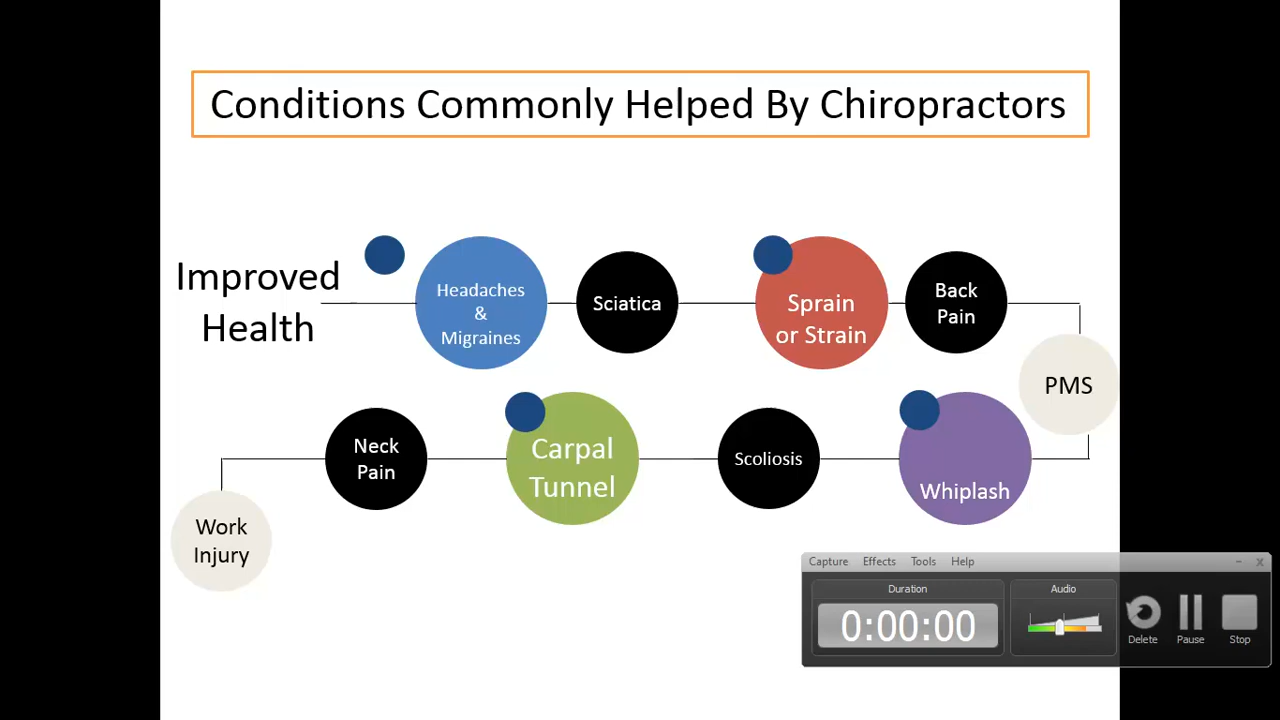 Conditions Commonly Helped By Chiropractors
Improved
Health
Headaches
&
Migraines
Sciatica
Sprain
or Strain
Back
Pain
PMS
Neck
Pain
Carpal
Tunnel
Scoliosis
Whiplash
Work
Injury
Capture Effects Tools Help
Duration
0:00:00
Audio
Delete
Pause
Stop